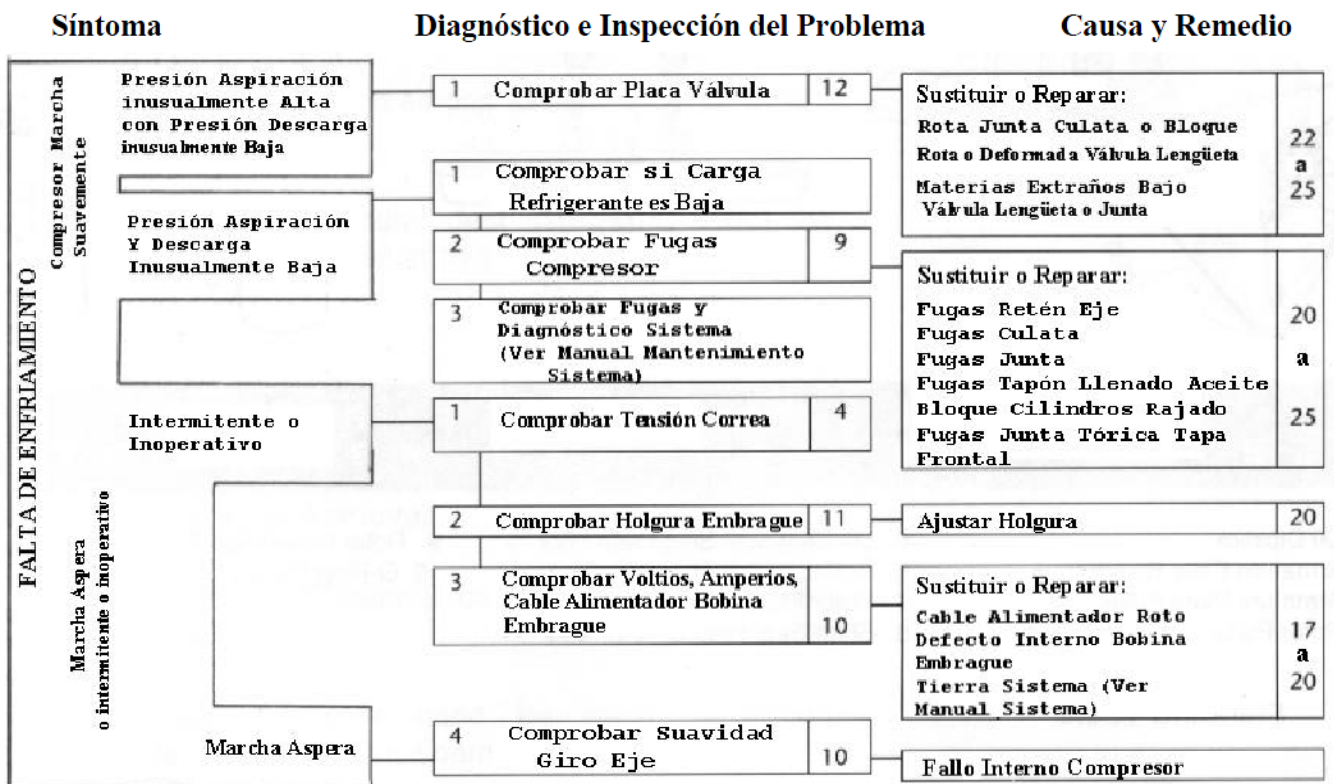 Síntoma
Diagnóstico e Inspección del Problema
Causa y Remedio
FALTA DE ENFRIAMIENTO
Compresor Marcha
Suavemente
Presión Aspiración
inusualmente Alta
con Presión Descarga
inusualmente Baja
1 Comprobar Placa Válvula 12
Sustituir o Reparar:
Rota Junta Culata o Bloque
Rota o Deformada Válvula Lengüeta
Materias Extraños Bajo
Válvula Lengüeta o Junta
22
a
25
Presión Aspiración
Y Descarga
Inusualmente Baja
1 Comprobar si Carga
Refrigerante es Baja
2 Comprobar Fugas 9
Compresor
3 Comprobar Fugas y
Diagnóstico Sistema
(Ver Manual Mantenimiento
Sistema)
Sustituir o Reparar:
Fugas Retén Eje
Fugas Culata
Fugas Junta
Fugas Tapón Llenado Aceite
Bloque Cilindros Rajado
Fugas Junta Tórica Tapa
Frontal
20
a
25
Marcha Aspera
o intermitente o inoperativo
Intermitente o
Inoperativo
1 Comprobar Tensión Correa 4
2 Comprobar Holgura Embrague 11
Ajustar Holgura 20
3 Comprobar Voltios, Amperios,
Cable Alimentador Bobina
Embrague 10
Sustituir o Reparar:
Cable Alimentador Roto
Defecto Interno Bobina
Embrague
Tierra Sistema (Ver
Manual Sistema)
17
a
20
Marcha Aspera
4 Comprobar Suavidad
Giro Eje 10
Fallo Interno Compresor